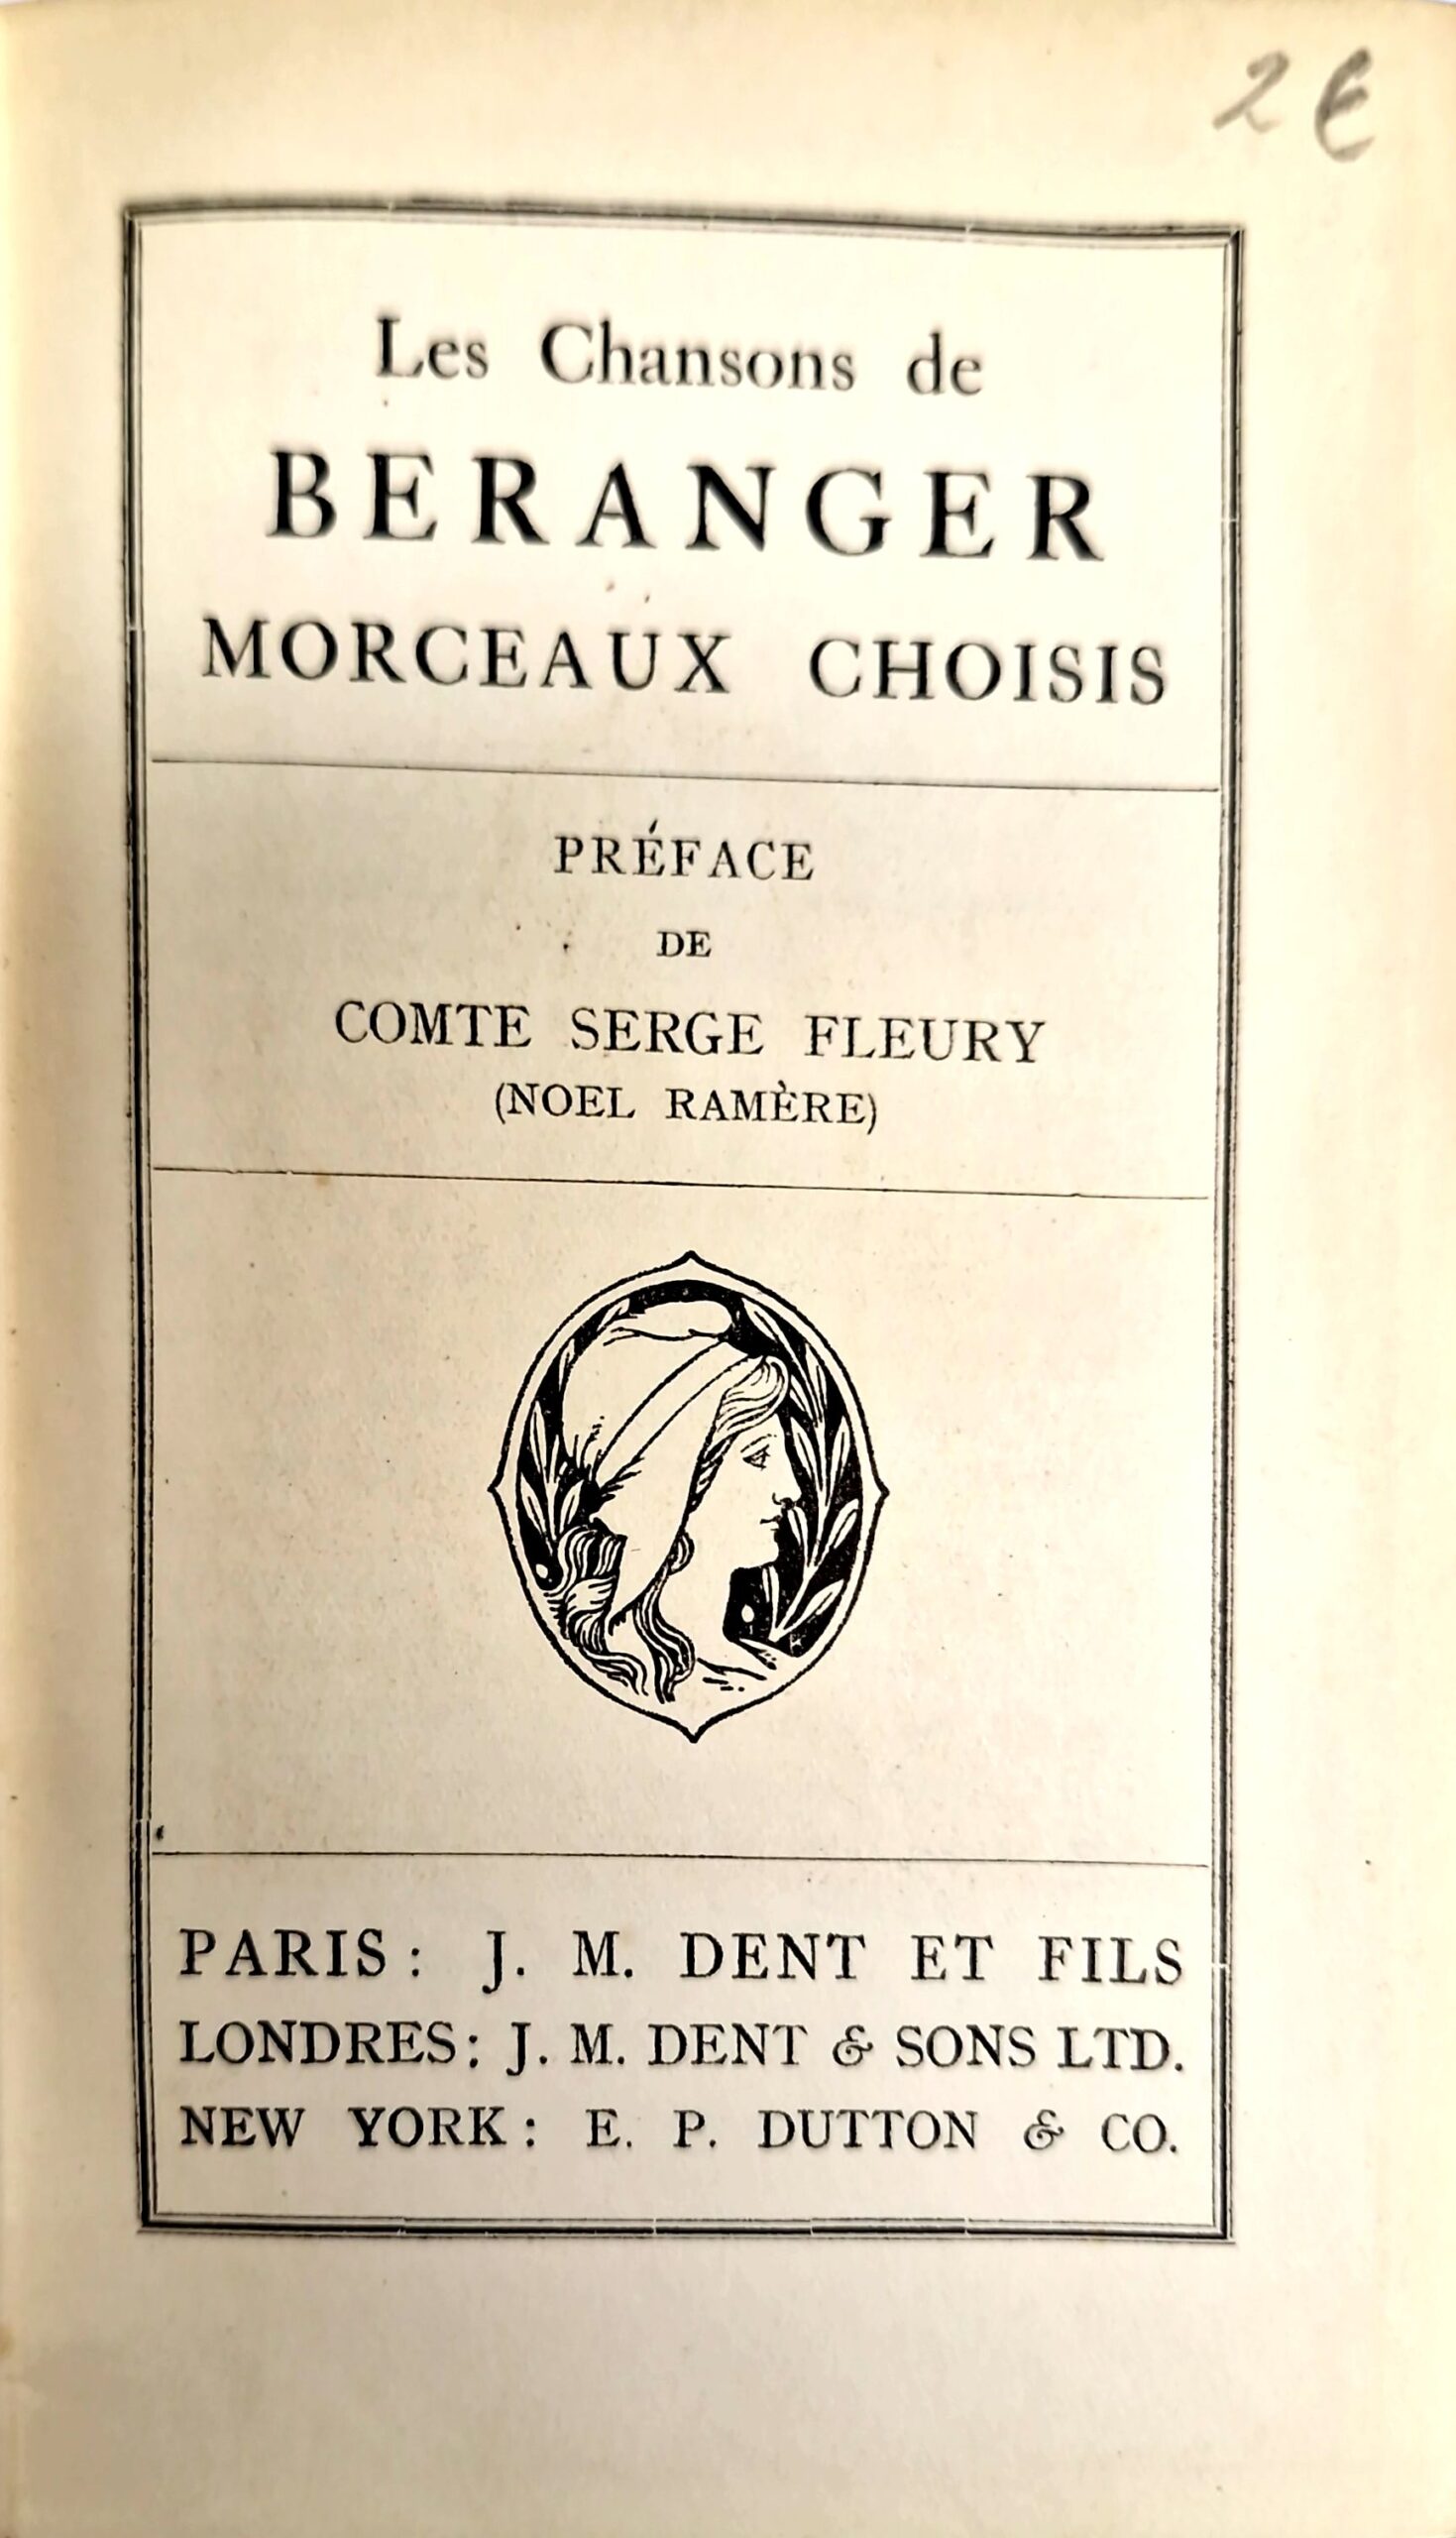 2 €
Les Chansons de
BERANGER
MORCEAUX CHOISIS
PRÉFACE
DE
COMTE SERGE FLEURY
(NOEL RAMÈRE)
PARIS: J. M. DENT ET FILS
LONDRES: J. M. DENT & SONS LTD.
NEW YORK: E. P. DUTTON & CO.